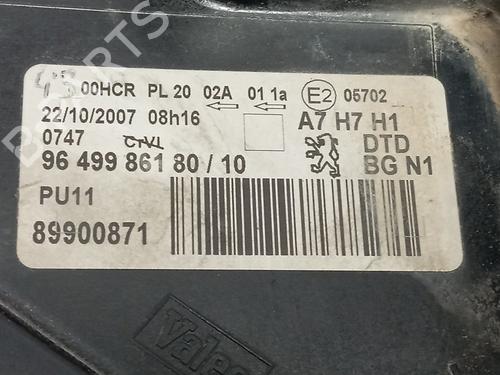 00HCR PL 20 02A 01 1a E2 05702
22/10/2007 08h16 A7 H7 H1
0747 DTD
96 499 861 80 / 10 BG N1
PU11
89900871
Valeo